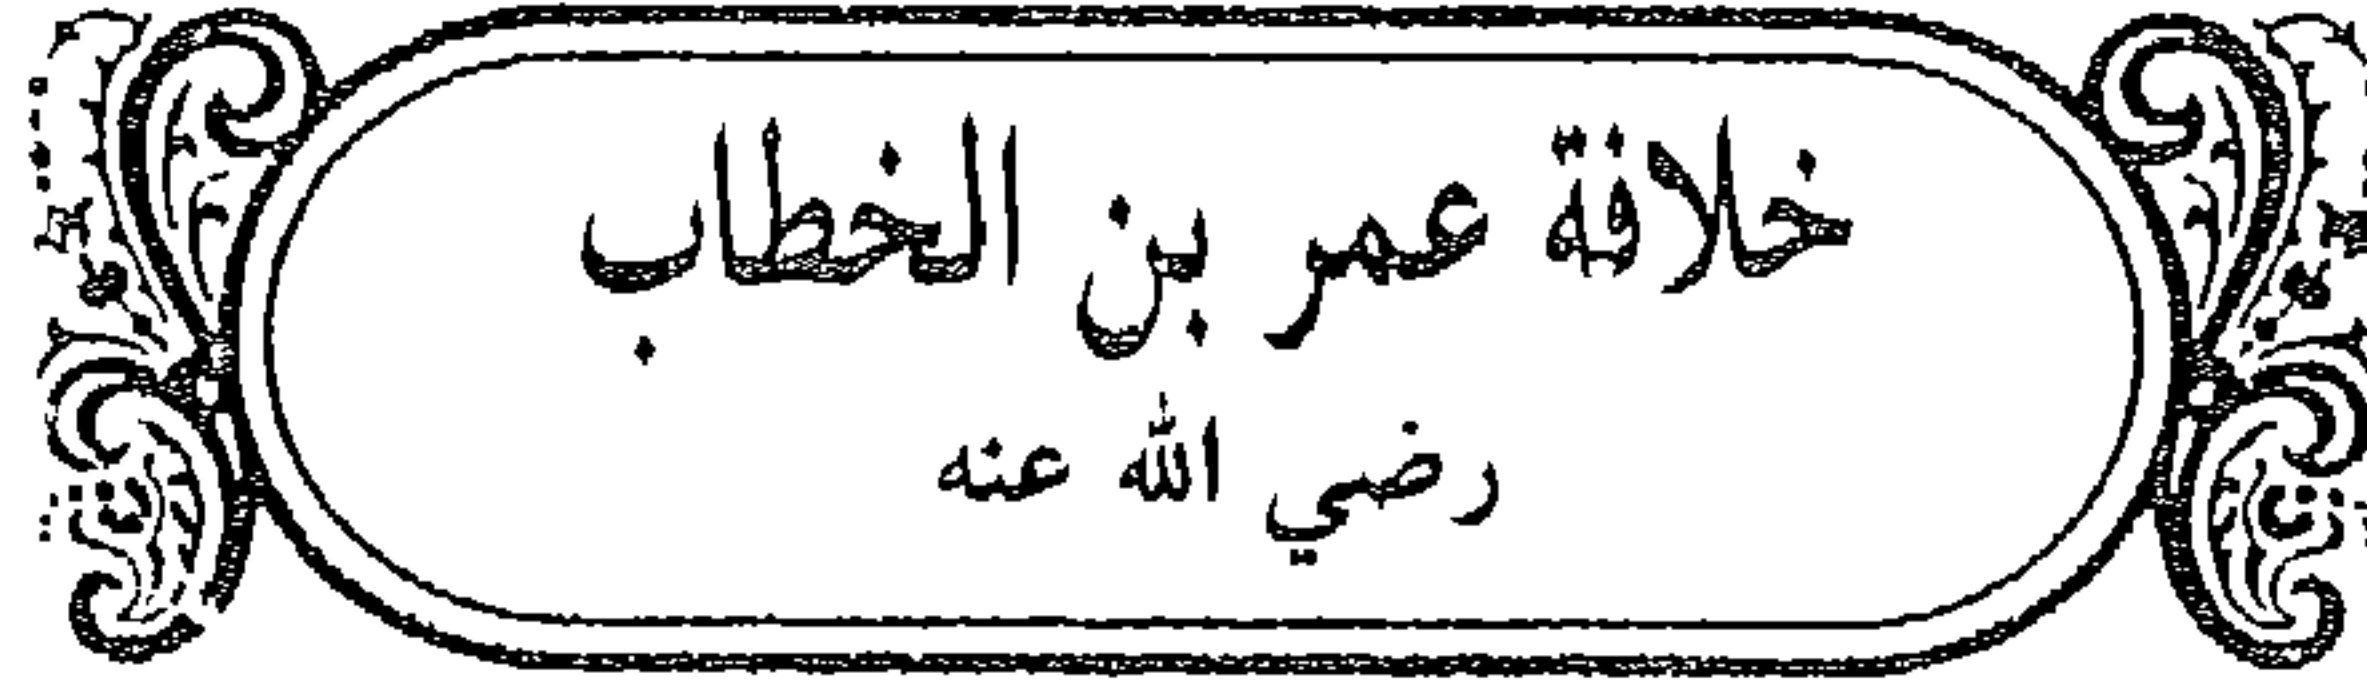 خلافة عمر بن الخطاب
رضي الله عنه